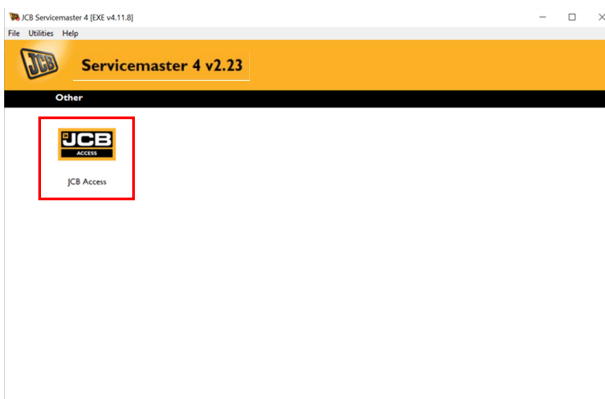 JCB Servicemaster 4 [EXE v4.11.8]
File Utilities Help
JCB
Servicemaster 4 v2.23
Other
JCB
ACCESS
JCB Access